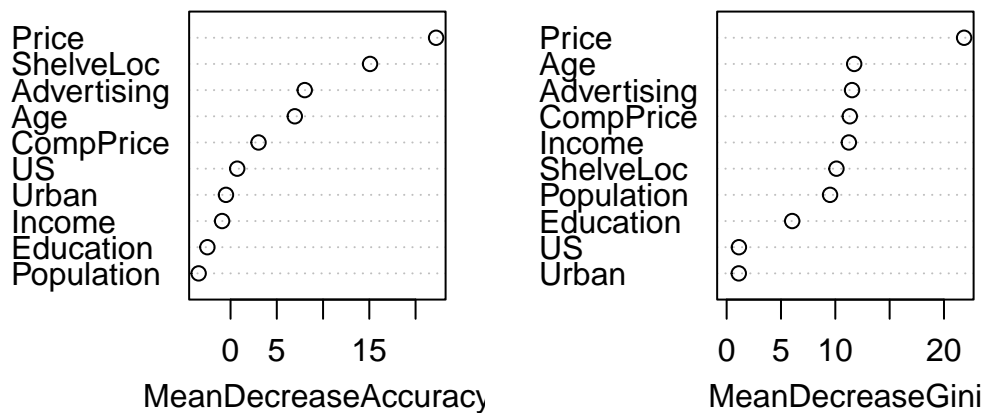 Price
ShelveLoc
Advertising
Age
CompPrice
US
Urban
Income
Education
Population
0 5 15
MeanDecreaseAccuracy
Price
Age
Advertising
CompPrice
Income
ShelveLoc
Population
Education
US
Urban
0 5 10 20
MeanDecreaseGini